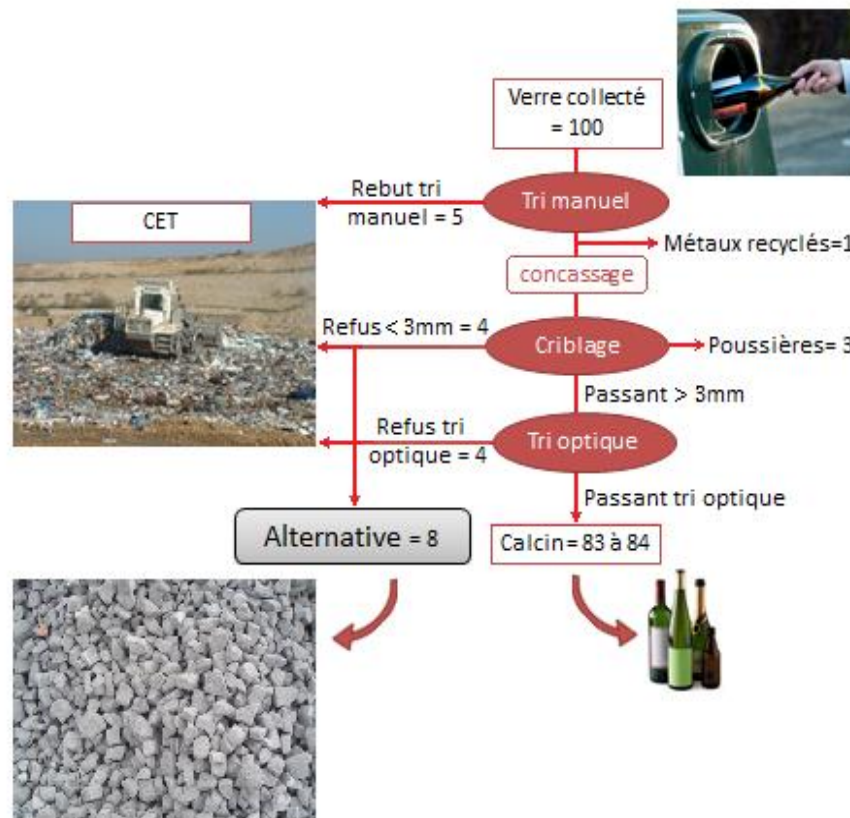 Verre collecté
= 100
Rebut tri
manuel = 5
Tri manuel
CET
Métaux recyclés=1
concassage
Refus < 3mm = 4
Criblage
Poussières= 3
Passant > 3mm
Refus tri
optique = 4
Tri optique
Passant tri optique
Alternative = 8
Calcin = 83 à 84